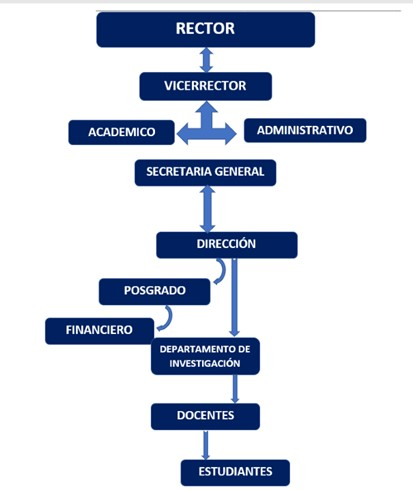 RECTOR
VICERRECTOR
ACADEMICO
ADMINISTRATIVO
SECRETARIA GENERAL
DIRECCIÓN
POSGRADO
FINANCIERO
DEPARTAMENTO DE
INVESTIGACIÓN
DOCENTES
ESTUDIANTES